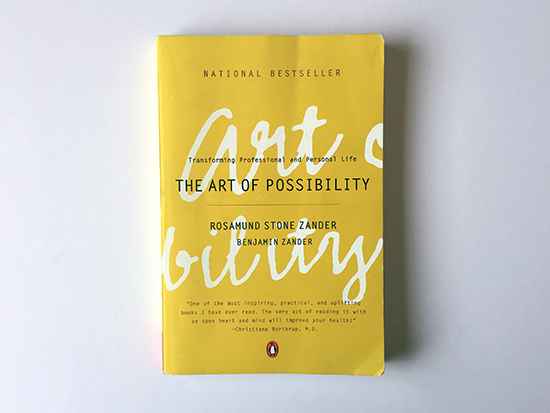 NATIONAL BESTSELLER
art o
Transforming Professional and Personal Life
THE ART OF POSSIBILITY
ROSAMUND STONE ZANDER
BENJAMIN ZANDER
bility
"One of the most inspiring, practical, and uplifting
books I have ever read. The very act of reading it with
an open heart and mind will improve your health!"
—Christiane Northrup, M.D.